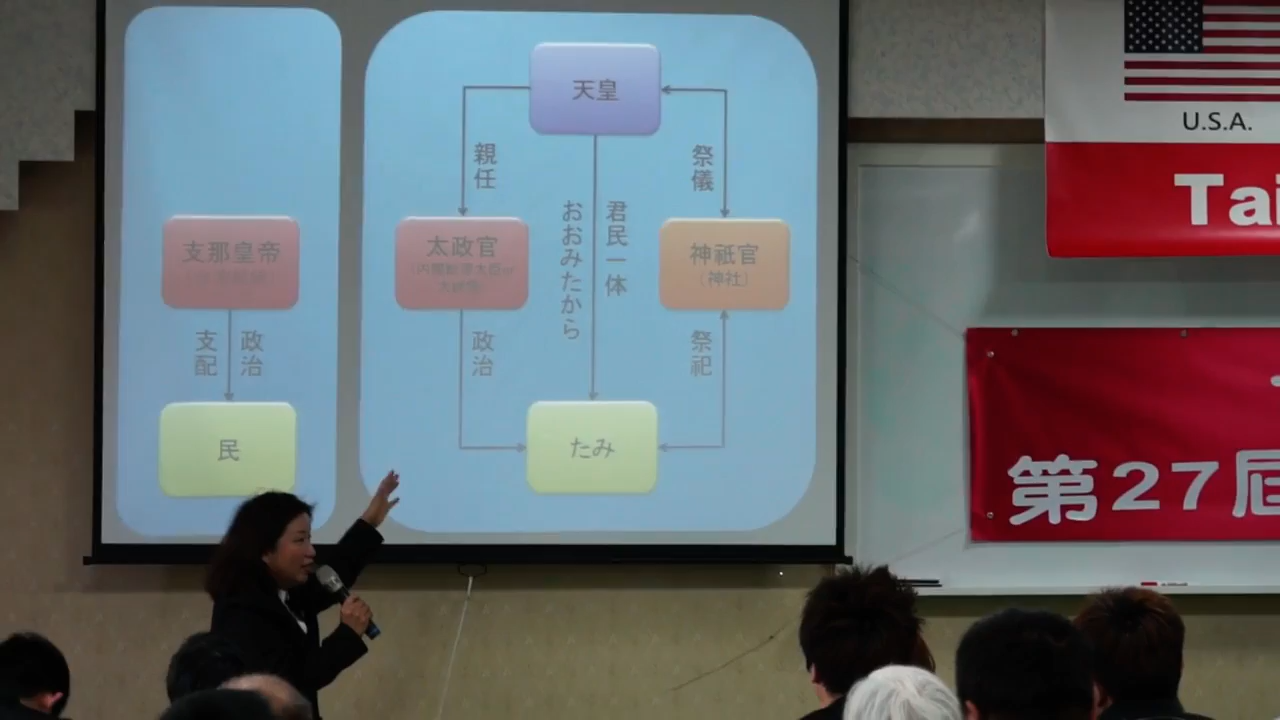 支那皇帝
支配
政治
民
天皇
親任
祭儀
太政官
おおみたから
君民一体
神祇官
（神社）
政治
祭祀
たみ
U.S.A.
Tai
第27屆